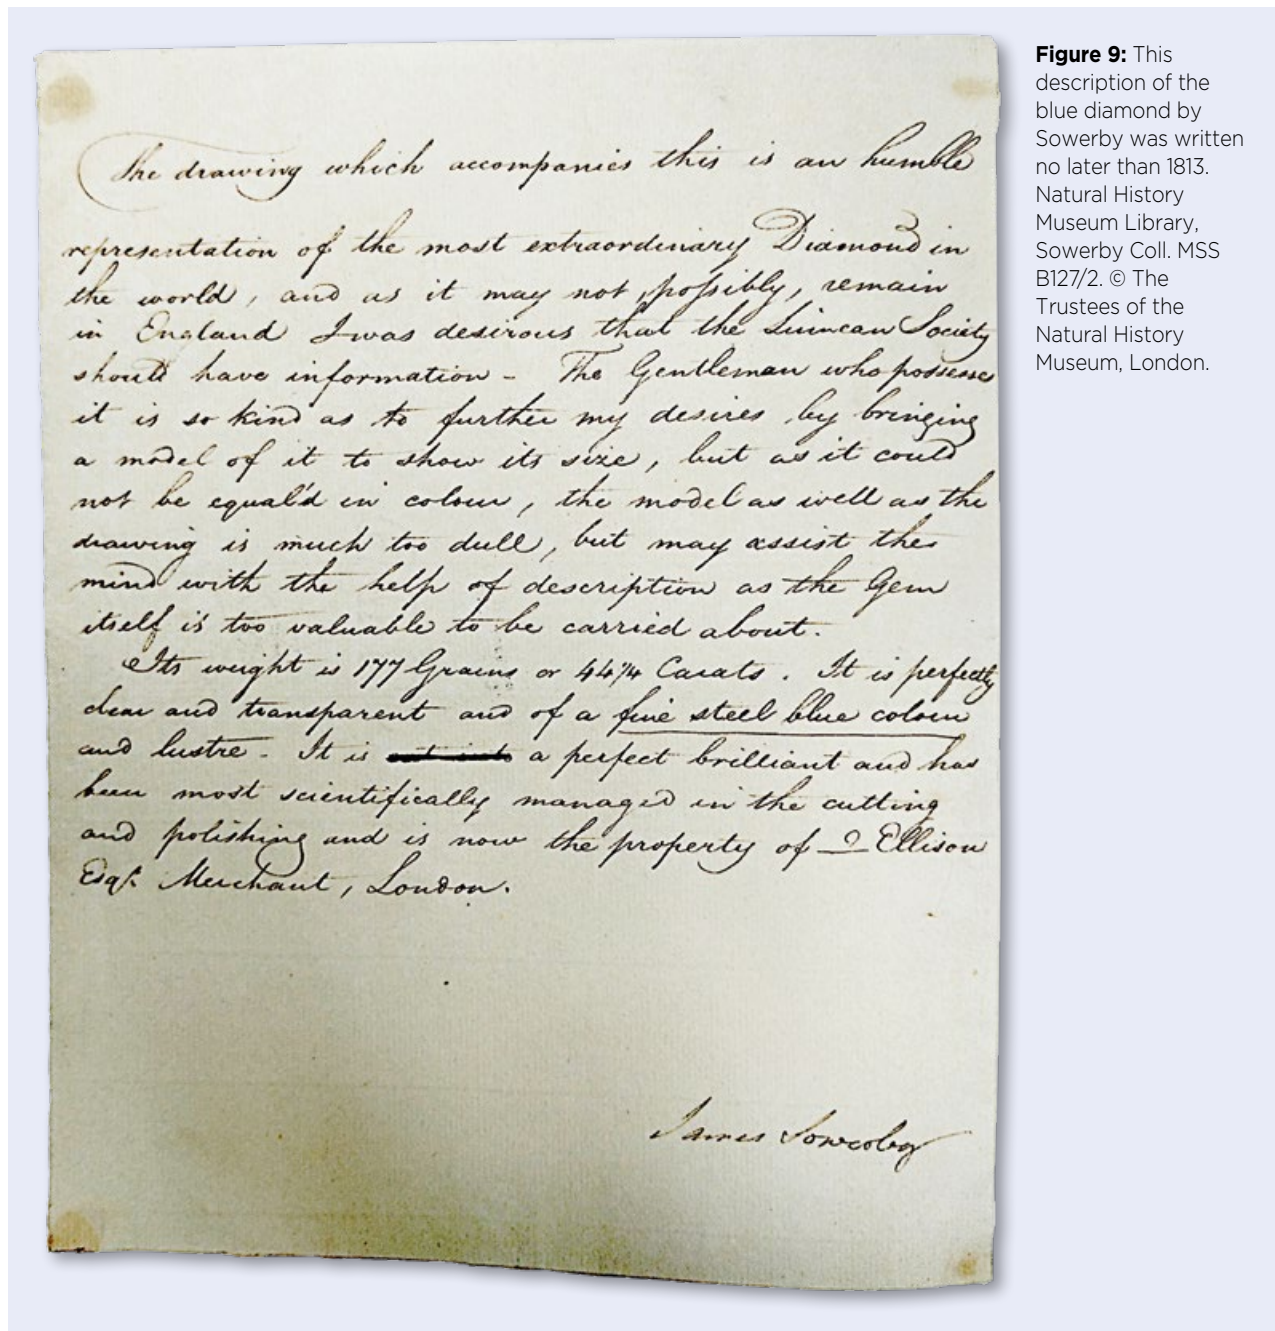 The drawing which accompanies this is an humble
representation of the most extraordinary Diamond in
the world, and as it may not, possibly, remain
in England I was desirous that the Linnean Society
should have information - The Gentleman who possesses
it is so kind as to further my desires by bringing
a model of it to show its size, but as it could
not be equal'd in colour, the model as well as the
drawing is much too dull, but may assist the
mind with the help of description as the Gem
itself is too valuable to be carried about.
Its weight is 177 Grains or 44 1/4 Carats. It is perfectly
clear and transparent and of a fine steel blue colour
and lustre - It is a perfect brilliant and has
been most scientifically managed in the cutting
and polishing and is now the property of Ellison
Esqr. Merchant, London.
James Sowerby
Figure 9: This
description of the
blue diamond by
Sowerby was written
no later than 1813.
Natural History
Museum Library,
Sowerby Coll. MSS
B127/2. © The
Trustees of the
Natural History
Museum, London.